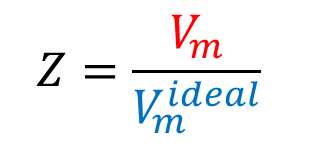 Z = V_m / V_m^ideal